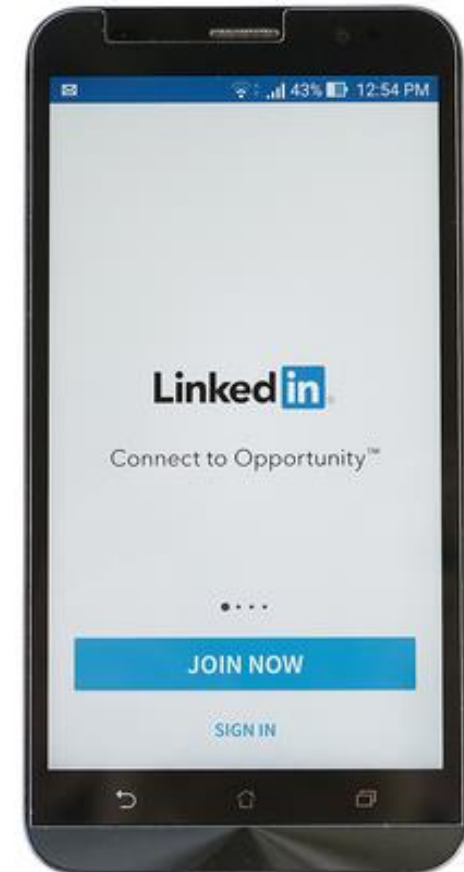 43% 12:54 PM
Linkedin®
Connect to Opportunity™
JOIN NOW
SIGN IN